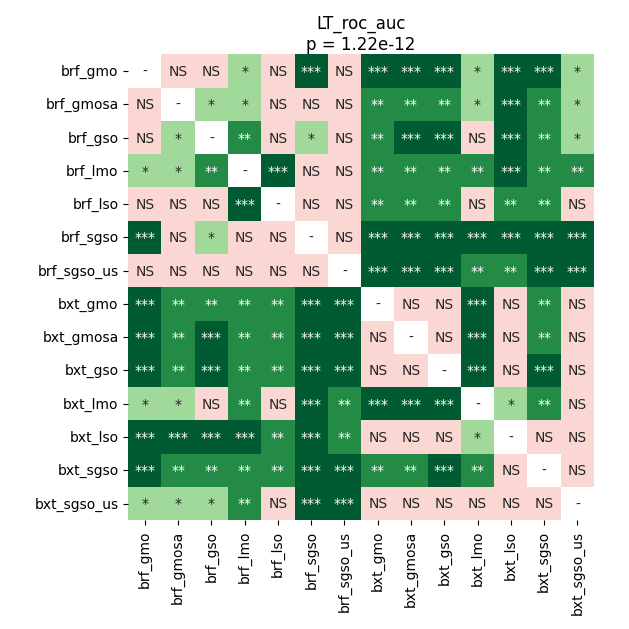 LT_roc_auc
p = 1.22e-12
brf_gmo - NS NS * NS *** NS *** *** *** * *** *** *
brf_gmosa NS - * * NS NS NS ** ** ** * *** ** *
brf_gso NS * - ** NS * NS ** *** *** NS *** ** *
brf_lmo * * ** - *** NS NS ** ** ** ** *** ** **
brf_lso NS NS NS *** - NS NS ** ** ** NS ** ** NS
brf_sgso *** NS * NS NS - NS *** *** *** *** *** *** ***
brf_sgso_us NS NS NS NS NS NS - *** *** *** ** ** *** ***
bxt_gmo *** ** ** ** ** *** *** - NS NS *** NS ** NS
bxt_gmosa *** ** *** ** ** *** *** NS - NS *** NS ** NS
bxt_gso *** ** *** ** ** *** *** NS NS - *** NS *** NS
bxt_lmo * * NS ** NS *** ** *** *** *** - * ** NS
bxt_lso *** *** *** *** ** *** ** NS NS NS * - NS NS
bxt_sgso *** ** ** ** ** *** *** ** ** *** ** NS - NS
bxt_sgso_us * * * ** NS *** *** NS NS NS NS NS NS -
brf_gmo brf_gmosa brf_gso brf_lmo brf_lso brf_sgso brf_sgso_us bxt_gmo bxt_gmosa bxt_gso bxt_lmo bxt_lso bxt_sgso bxt_sgso_us